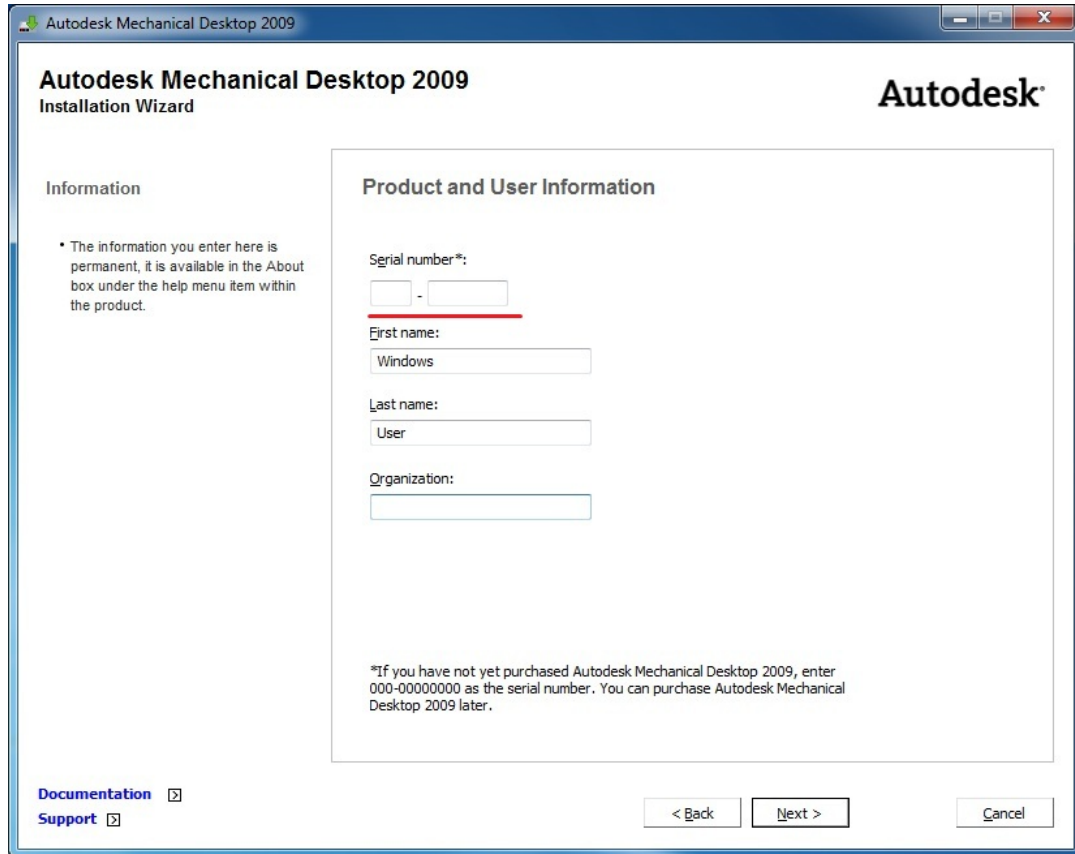 Autodesk Mechanical Desktop 2009
Autodesk Mechanical Desktop 2009
Installation Wizard
Autodesk
Information
• The information you enter here is
permanent, it is available in the About
box under the help menu item within
the product.
Product and User Information
Serial number*:
-
First name:
Windows
Last name:
User
Organization:
*If you have not yet purchased Autodesk Mechanical Desktop 2009, enter
000-00000000 as the serial number. You can purchase Autodesk Mechanical
Desktop 2009 later.
Documentation
Support
< Back
Next >
Cancel